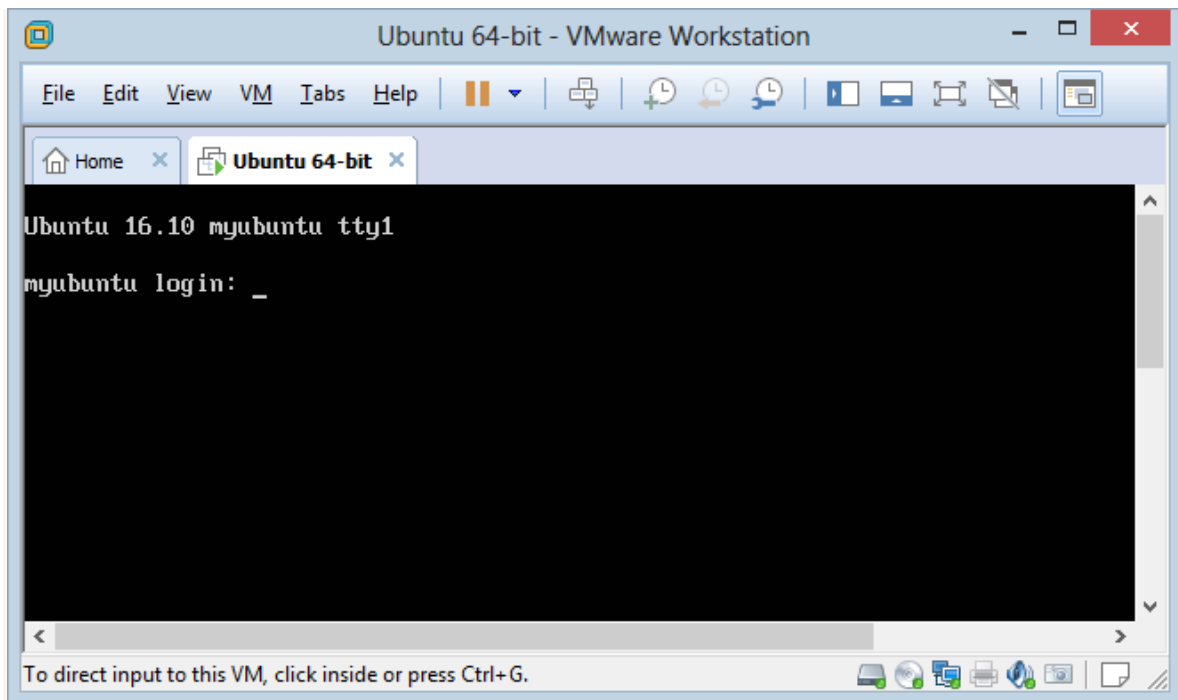 Ubuntu 64-bit - VMware Workstation
File Edit View VM Tabs Help
Home Ubuntu 64-bit
Ubuntu 16.10 myubuntu tty1
myubuntu login: _
To direct input to this VM, click inside or press Ctrl+G.